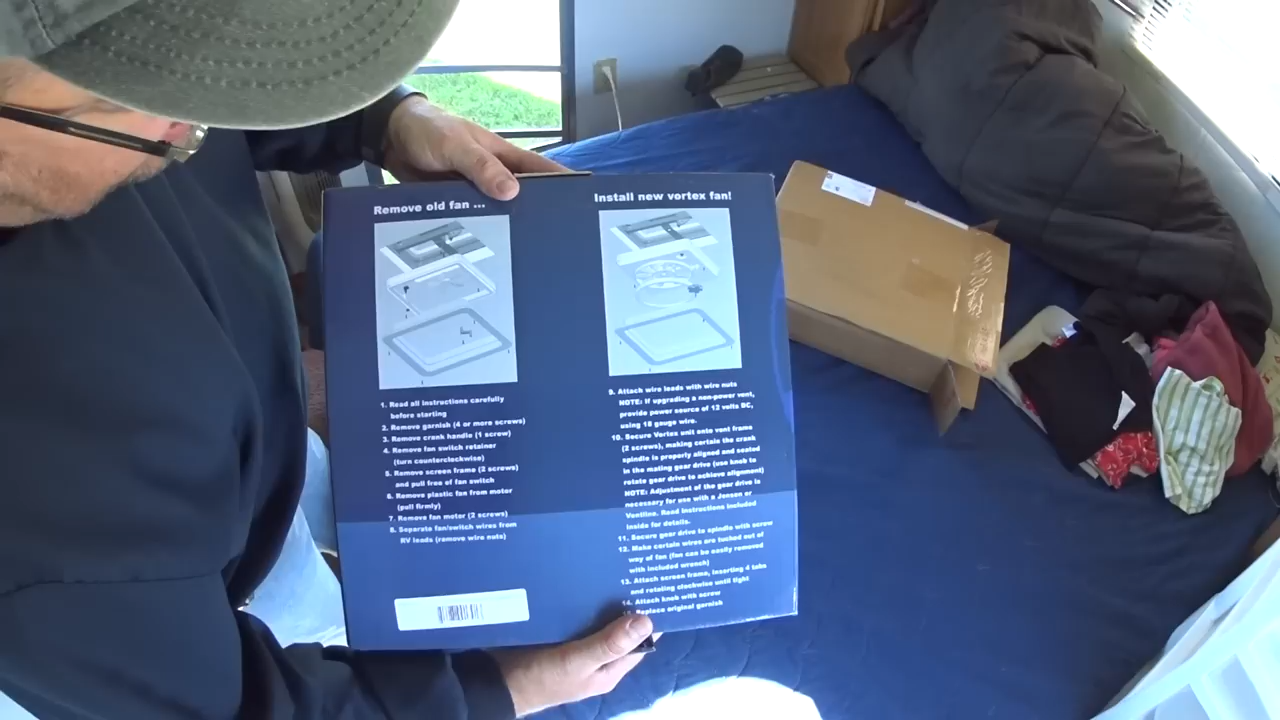 Remove old fan ...
1. Read all instructions carefully
before starting
2. Remove garnish (4 or more screws)
3. Remove crank handle (1 screw)
4. Remove fan switch retainer
(turn counterclockwise)
5. Remove screen frame (2 screws)
and pull free of fan switch
6. Remove plastic fan from motor
(pull firmly)
7. Remove fan motor (2 screws)
8. Separate fan/switch wires from
RV leads (remove wire nuts)
Install new vortex fan!
9. Attach wire leads with wire nuts
NOTE: If upgrading a non-power vent,
provide power source of 12 volts DC,
using 18 gauge wire.
10. Secure Vortex unit onto vent frame
(2 screws), making certain the crank
spindle is properly aligned and seated
in the mating gear drive (use knob to
rotate gear drive to achieve alignment)
NOTE: Adjustment of the gear drive is
necessary for use with a Jensen or
Ventline. Read instructions included
inside for details.
11. Secure gear drive to spindle with screw
12. Make certain wires are tucked out of
way of fan (fan can be easily removed
with included wrench)
13. Attach screen frame, inserting 4 tabs
and rotating clockwise until tight
14. Attach knob with screw
Replace original garnish